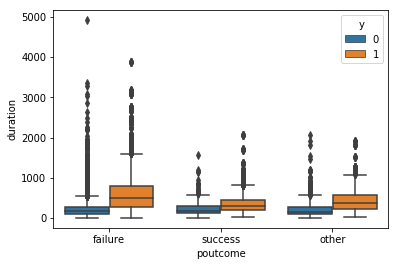 5000
4000
3000
2000
1000
0
duration
y
0
1
failure
success
other
poutcome